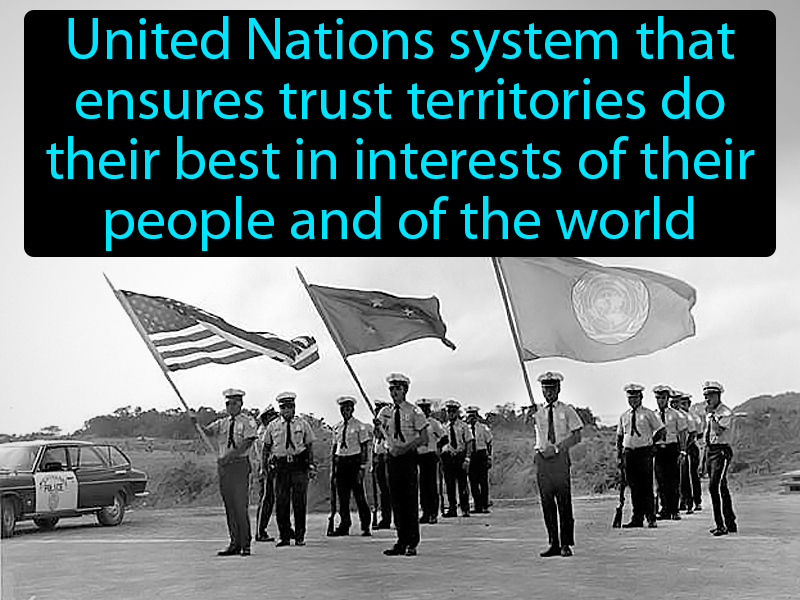 United Nations system that
ensures trust territories do
their best in interests of their
people and of the world
POLICE